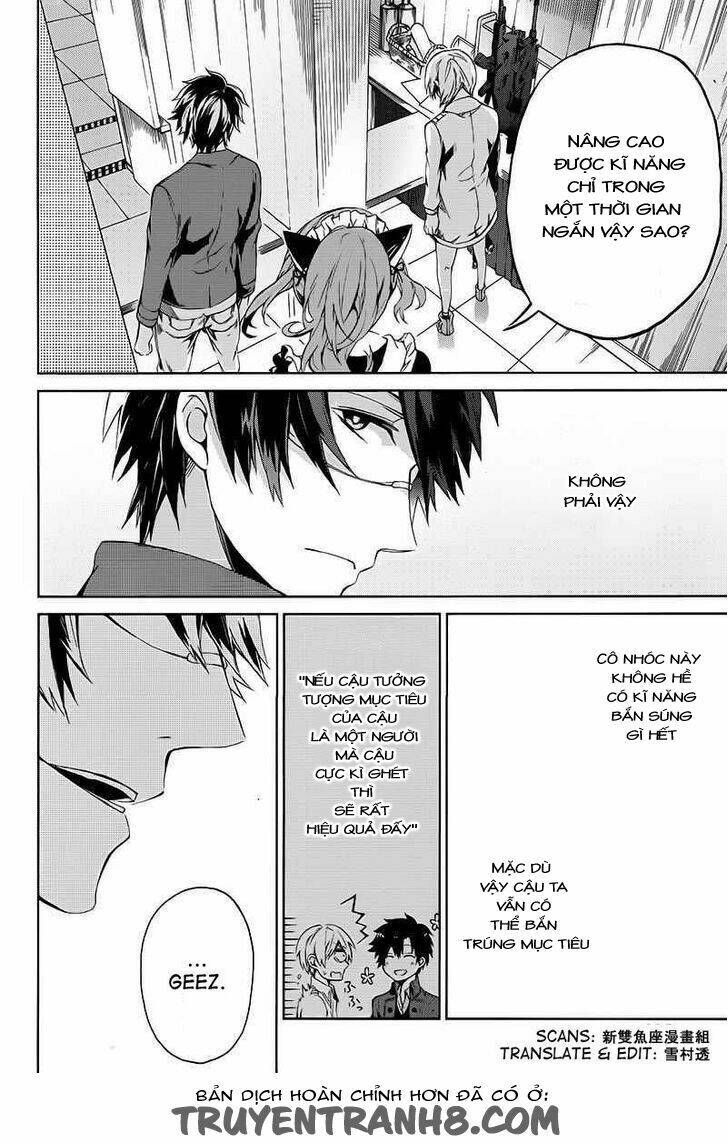 NÂNG CAO
ĐƯỢC KĨ NĂNG
CHỈ TRONG
MỘT THỜI GIAN
NGẮN VẬY SAO?
KHÔNG
PHẢI VẬY
CÔ NHÓC NÀY
KHÔNG HỀ
CÓ KĨ NĂNG
BẮN SÚNG
GÌ HẾT
MẶC DÙ
VẬY CẬU TA
VẪN CÓ
THỂ BẮN
TRÚNG MỤC TIÊU
"NẾU CẬU TƯỞNG
TƯỢNG MỤC TIÊU
CỦA CẬU
LÀ MỘT NGƯỜI
MÀ CẬU
CỰC KÌ GHÉT
THÌ
SẼ RẤT
HIỆU QUẢ ĐẤY"
ふふ
...
GEEZ.
SCANS: 新雙魚座漫畫組
TRANSLATE & EDIT: 雪村透
BẢN DỊCH HOÀN CHỈNH HƠN ĐÃ CÓ Ở:
TRUYENTRANH8.COM